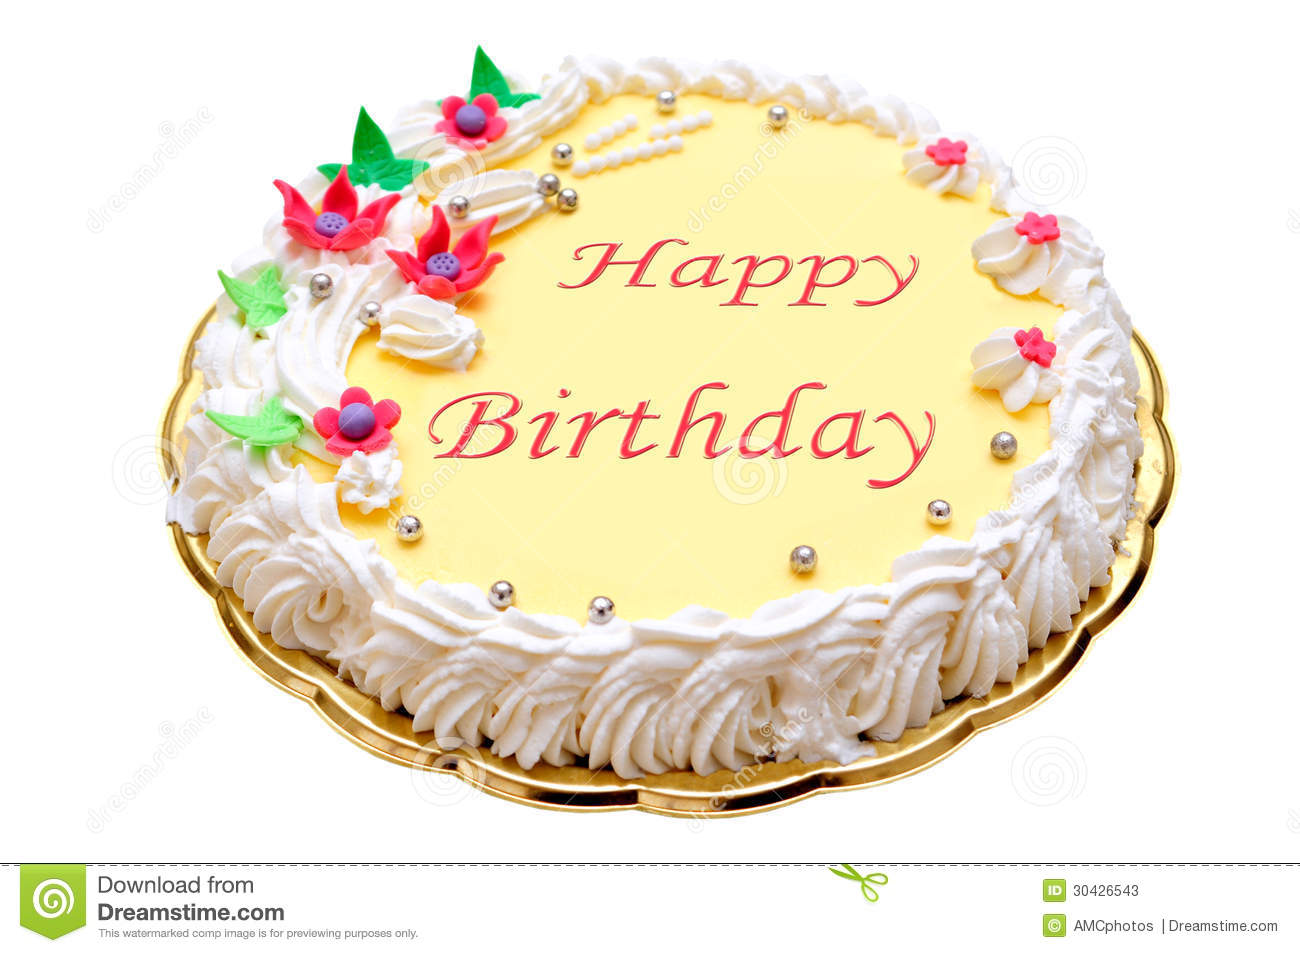 Happy
Birthday
Download from
Dreamstime.com
This watermarked comp image is for previewing purposes only.
ID 30426543
© AMCphotos | Dreamstime.com